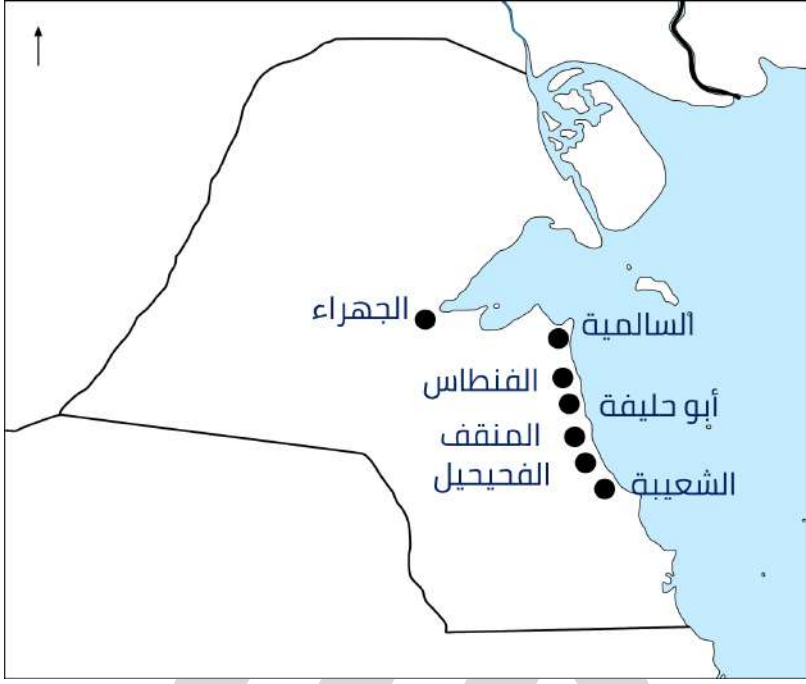 الجهراء
السالمية
الفنطاس
أبو حليفة
المنقف
الفحيحيل
الشعيبة